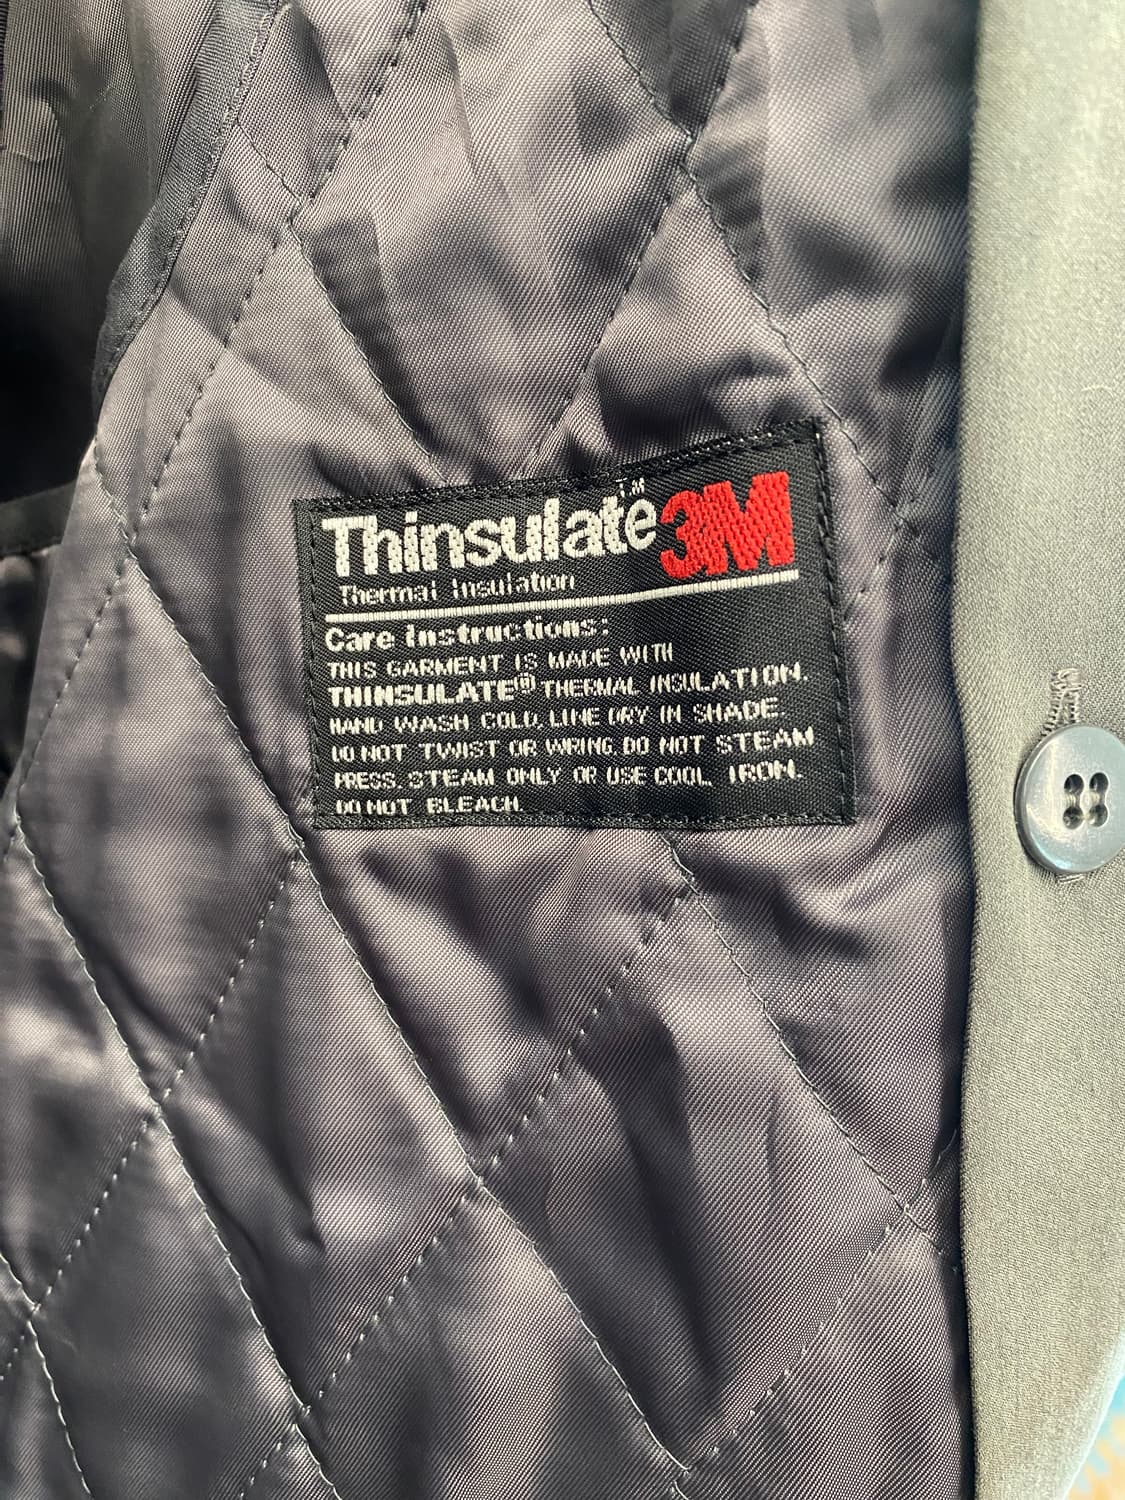 Thinsulate™ 3M
Thermal Insulation
Care Instructions:
THIS GARMENT IS MADE WITH
THINSULATE® THERMAL INSULATION.
HAND WASH COLD, LINE DRY IN SHADE.
DO NOT TWIST OR WRING, DO NOT STEAM
PRESS. STEAM ONLY OR USE COOL IRON.
DO NOT BLEACH.